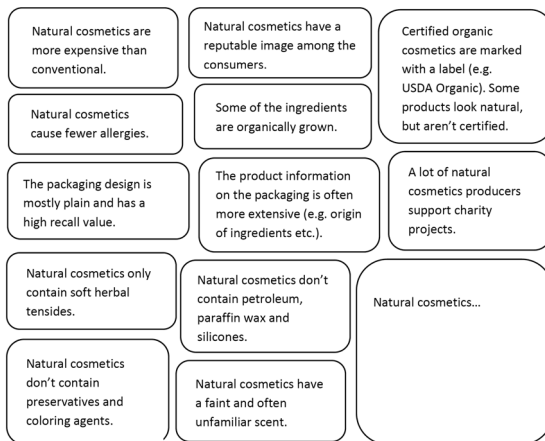 Natural cosmetics are
more expensive than
conventional.
Natural cosmetics have a
reputable image among the
consumers.
Certified organic
cosmetics are marked
with a label (e.g.
USDA Organic). Some
products look natural,
but aren't certified.
Natural cosmetics
cause fewer allergies.
Some of the ingredients
are organically grown.
The packaging design is
mostly plain and has a
high recall value.
The product information
on the packaging is often
more extensive (e.g. origin
of ingredients etc.).
A lot of natural
cosmetics producers
support charity
projects.
Natural cosmetics only
contain soft herbal
tensides.
Natural cosmetics don't
contain petroleum,
paraffin wax and
silicones.
Natural cosmetics...
Natural cosmetics
don't contain
preservatives and
coloring agents.
Natural cosmetics have
a faint and often
unfamiliar scent.